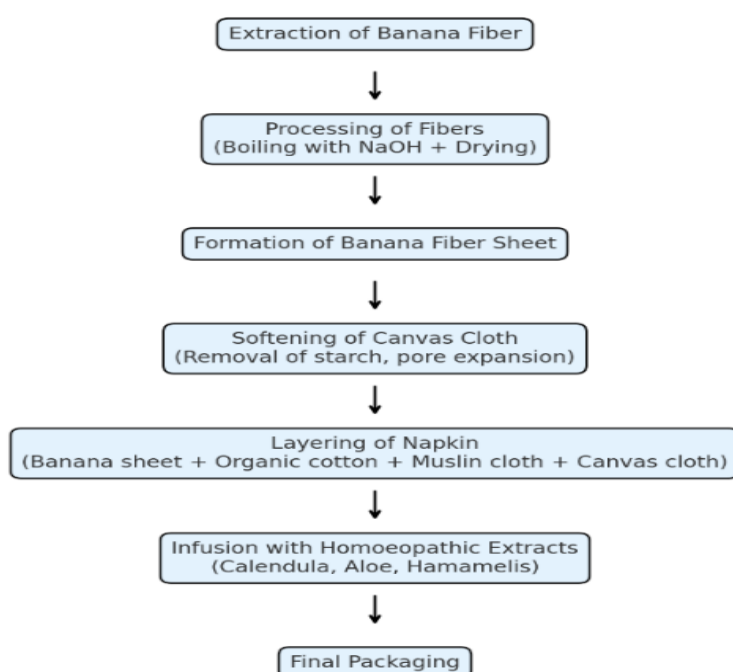 Extraction of Banana Fiber
Processing of Fibers
(Boiling with NaOH + Drying)
Formation of Banana Fiber Sheet
Softening of Canvas Cloth
(Removal of starch, pore expansion)
Layering of Napkin
(Banana sheet + Organic cotton + Muslin cloth + Canvas cloth)
Infusion with Homoeopathic Extracts
(Calendula, Aloe, Hamamelis)
Final Packaging